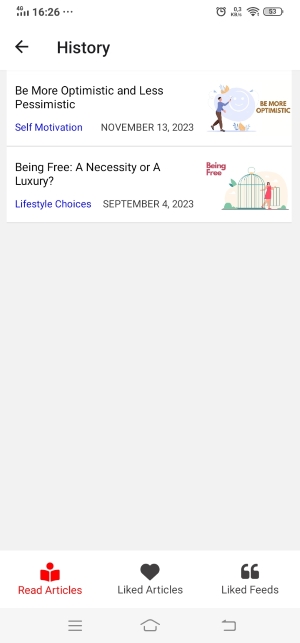 4G 16:26 ··· 0,3 KB/s 53
History
Be More Optimistic and Less
Pessimistic
Self Motivation NOVEMBER 13, 2023
BE MORE
OPTIMISTIC
Being Free: A Necessity or A
Luxury?
Lifestyle Choices SEPTEMBER 4, 2023
Being
Free
Read Articles Liked Articles Liked Feeds